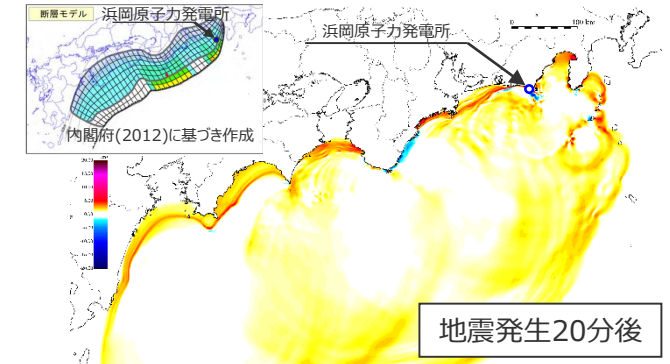 断層モデル
浜岡原子力発電所
内閣府(2012)に基づき作成
浜岡原子力発電所
0 100 km
地震発生20分後